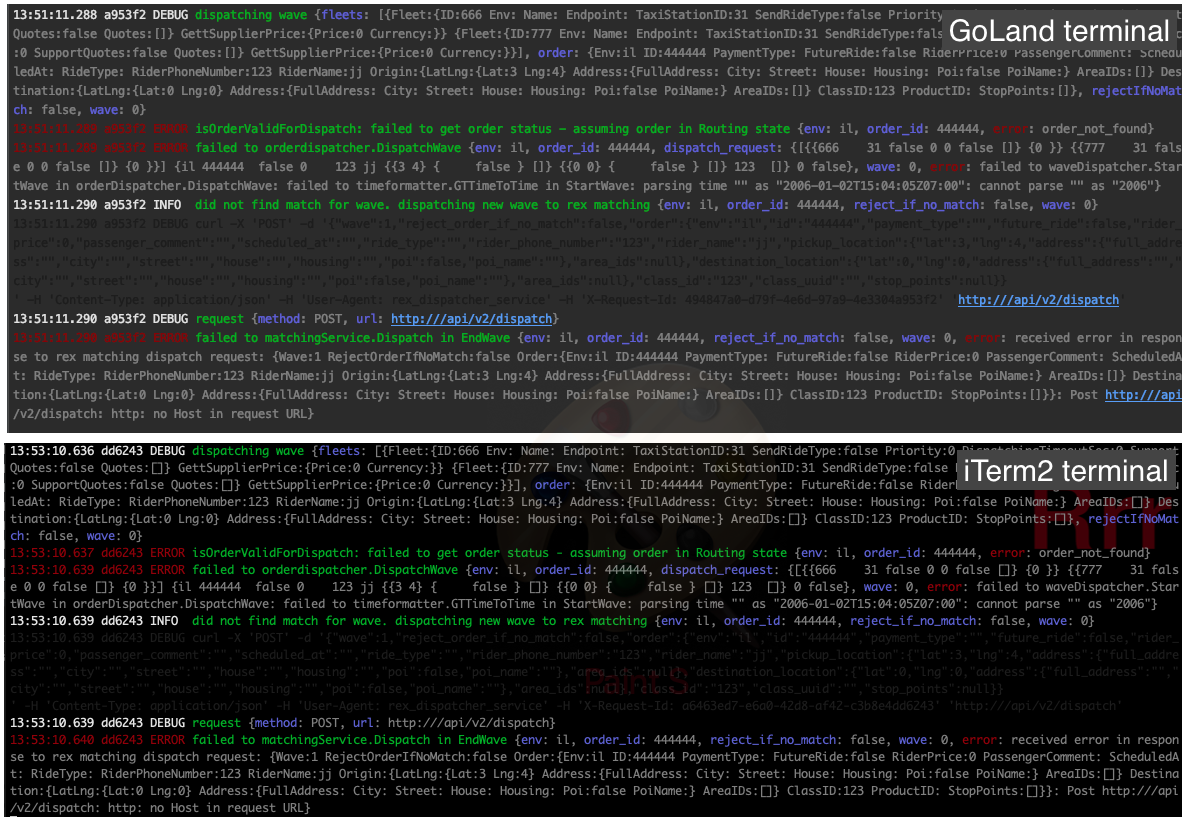 13:51:11.288 a953f2 DEBUG dispatching wave {fleets: [{Fleet:{ID:666 Env: Name: Endpoint: TaxiStationID:31 SendRideType:false Priority
GoLand terminal
Quotes:false Quotes:[]} GettSupplierPrice:{Price:0 Currency:}} {Fleet:{ID:777 Env: Name: Endpoint: TaxiStationID:31 SendRideType:fals
:0 SupportQuotes:false Quotes:[]} GettSupplierPrice:{Price:0 Currency:}}], order: {Env:il ID:444444 PaymentType: FutureRide:false RiderPrice:0 PassengerComment: Schedu
ledAt: RideType: RiderPhoneNumber:123 RiderName:jj Origin:{LatLng:{Lat:3 Lng:4} Address:{FullAddress: City: Street: House: Housing: Poi:false PoiName:} AreaIDs:[]} Des
tination:{LatLng:{Lat:0 Lng:0} Address:{FullAddress: City: Street: House: Housing: Poi:false PoiName:} AreaIDs:[]} ClassID:123 ProductID: StopPoints:[]}, rejectIfNoMat
ch: false, wave: 0}
13:51:11.289 a953f2 ERROR isOrderValidForDispatch: failed to get order status – assuming order in Routing state {env: il, order_id: 444444, error: order_not_found}
13:51:11.289 a953f2 ERROR failed to orderdispatcher.DispatchWave {env: il, order_id: 444444, dispatch_request: {[{{666    31 false 0 0 false []} {0 }} {{777    31 fals
e 0 0 false []} {0 }}] {il 444444  false 0    123 jj {{3 4} {     false } []} {{0 0} {     false } []} 123  []} 0 false}, wave: 0, error: failed to waveDispatcher.Star
tWave in orderDispatcher.DispatchWave: failed to timeformatter.GTTimeToTime in StartWave: parsing time "" as "2006-01-02T15:04:05Z07:00": cannot parse "" as "2006"}
13:51:11.290 a953f2 INFO  did not find match for wave. dispatching new wave to rex matching {env: il, order_id: 444444, reject_if_no_match: false, wave: 0}
13:51:11.290 a953f2 DEBUG curl -X 'POST' -d '{"wave":1,"reject_order_if_no_match":false,"order":{"env":"il","id":"444444","payment_type":"","future_ride":false,"rider_
price":0,"passenger_comment":"","scheduled_at":"","ride_type":"","rider_phone_number":"123","rider_name":"jj","pickup_location":{"lat":3,"lng":4,"address":{"full_addre
ss":"","city":"","street":"","house":"","housing":"","poi":false,"poi_name":""},"area_ids":null},"destination_location":{"lat":0,"lng":0,"address":{"full_address":"","
city":"","street":"","house":"","housing":"","poi":false,"poi_name":""},"area_ids":null},"class_id":"123","class_uuid":"","stop_points":null}}
' -H 'Content-Type: application/json' -H 'User-Agent: rex_dispatcher_service' -H 'X-Request-Id: 494847a0-d79f-4e6d-97a9-4e3304a953f2' 'http:///api/v2/dispatch'
13:51:11.290 a953f2 DEBUG request {method: POST, url: http:///api/v2/dispatch}
13:51:11.290 a953f2 ERROR failed to matchingService.Dispatch in EndWave {env: il, order_id: 444444, reject_if_no_match: false, wave: 0, error: received error in respon
se to rex matching dispatch request: {Wave:1 RejectOrderIfNoMatch:false Order:{Env:il ID:444444 PaymentType: FutureRide:false RiderPrice:0 PassengerComment: ScheduledA
t: RideType: RiderPhoneNumber:123 RiderName:jj Origin:{LatLng:{Lat:3 Lng:4} Address:{FullAddress: City: Street: House: Housing: Poi:false PoiName:} AreaIDs:[]} Destina
tion:{LatLng:{Lat:0 Lng:0} Address:{FullAddress: City: Street: House: Housing: Poi:false PoiName:} AreaIDs:[]} ClassID:123 ProductID: StopPoints:[]}}: Post http:///api
/v2/dispatch: http: no Host in request URL}
13:53:10.636 dd6243 DEBUG dispatching wave {fleets: [{Fleet:{ID:666 Env: Name: Endpoint: TaxiStationID:31 SendRideType:false Priority:0 DispatchingTimeoutSec:0 Support
Quotes:false Quotes:[]} GettSupplierPrice:{Price:0 Currency:}} {Fleet:{ID:777 Env: Name: Endpoint: TaxiStationID:31 SendRideType:false
iTerm2 terminal
:0 SupportQuotes:false Quotes:[]} GettSupplierPrice:{Price:0 Currency:}}], order: {Env:il ID:444444 PaymentType: FutureRide:false Rider
ledAt: RideType: RiderPhoneNumber:123 RiderName:jj Origin:{LatLng:{Lat:3 Lng:4} Address:{FullAddress: City: Street: House: Housing: Poi:false PoiName:} AreaIDs:[]} Des
tination:{LatLng:{Lat:0 Lng:0} Address:{FullAddress: City: Street: House: Housing: Poi:false PoiName:} AreaIDs:[]} ClassID:123 ProductID: StopPoints:[]}, rejectIfNoMat
ch: false, wave: 0}
13:53:10.637 dd6243 ERROR isOrderValidForDispatch: failed to get order status – assuming order in Routing state {env: il, order_id: 444444, error: order_not_found}
13:53:10.639 dd6243 ERROR failed to orderdispatcher.DispatchWave {env: il, order_id: 444444, dispatch_request: {[{{666    31 false 0 0 false []} {0 }} {{777    31 fals
e 0 0 false []} {0 }}] {il 444444  false 0    123 jj {{3 4} {     false } []} {{0 0} {     false } []} 123  []} 0 false}, wave: 0, error: failed to waveDispatcher.Star
tWave in orderDispatcher.DispatchWave: failed to timeformatter.GTTimeToTime in StartWave: parsing time "" as "2006-01-02T15:04:05Z07:00": cannot parse "" as "2006"}
13:53:10.639 dd6243 INFO  did not find match for wave. dispatching new wave to rex matching {env: il, order_id: 444444, reject_if_no_match: false, wave: 0}
13:53:10.639 dd6243 DEBUG curl -X 'POST' -d '{"wave":1,"reject_order_if_no_match":false,"order":{"env":"il","id":"444444","payment_type":"","future_ride":false,"rider_
price":0,"passenger_comment":"","scheduled_at":"","ride_type":"","rider_phone_number":"123","rider_name":"jj","pickup_location":{"lat":3,"lng":4,"address":{"full_addre
ss":"","city":"","street":"","house":"","housing":"","poi":false,"poi_name":""},"area_ids":null},"destination_location":{"lat":0,"lng":0,"address":{"full_address":"","
city":"","street":"","house":"","housing":"","poi":false,"poi_name":""},"area_ids":null},"class_id":"123","class_uuid":"","stop_points":null}}
' -H 'Content-Type: application/json' -H 'User-Agent: rex_dispatcher_service' -H 'X-Request-Id: a6463ed7-e6a0-42d8-af42-c3b8e4dd6243' 'http:///api/v2/dispatch'
13:53:10.639 dd6243 DEBUG request {method: POST, url: http:///api/v2/dispatch}
13:53:10.640 dd6243 ERROR failed to matchingService.Dispatch in EndWave {env: il, order_id: 444444, reject_if_no_match: false, wave: 0, error: received error in respon
se to rex matching dispatch request: {Wave:1 RejectOrderIfNoMatch:false Order:{Env:il ID:444444 PaymentType: FutureRide:false RiderPrice:0 PassengerComment: ScheduledA
t: RideType: RiderPhoneNumber:123 RiderName:jj Origin:{LatLng:{Lat:3 Lng:4} Address:{FullAddress: City: Street: House: Housing: Poi:false PoiName:} AreaIDs:[]} Destina
tion:{LatLng:{Lat:0 Lng:0} Address:{FullAddress: City: Street: House: Housing: Poi:false PoiName:} AreaIDs:[]} ClassID:123 ProductID: StopPoints:[]}}: Post http:///api
/v2/dispatch: http: no Host in request URL}